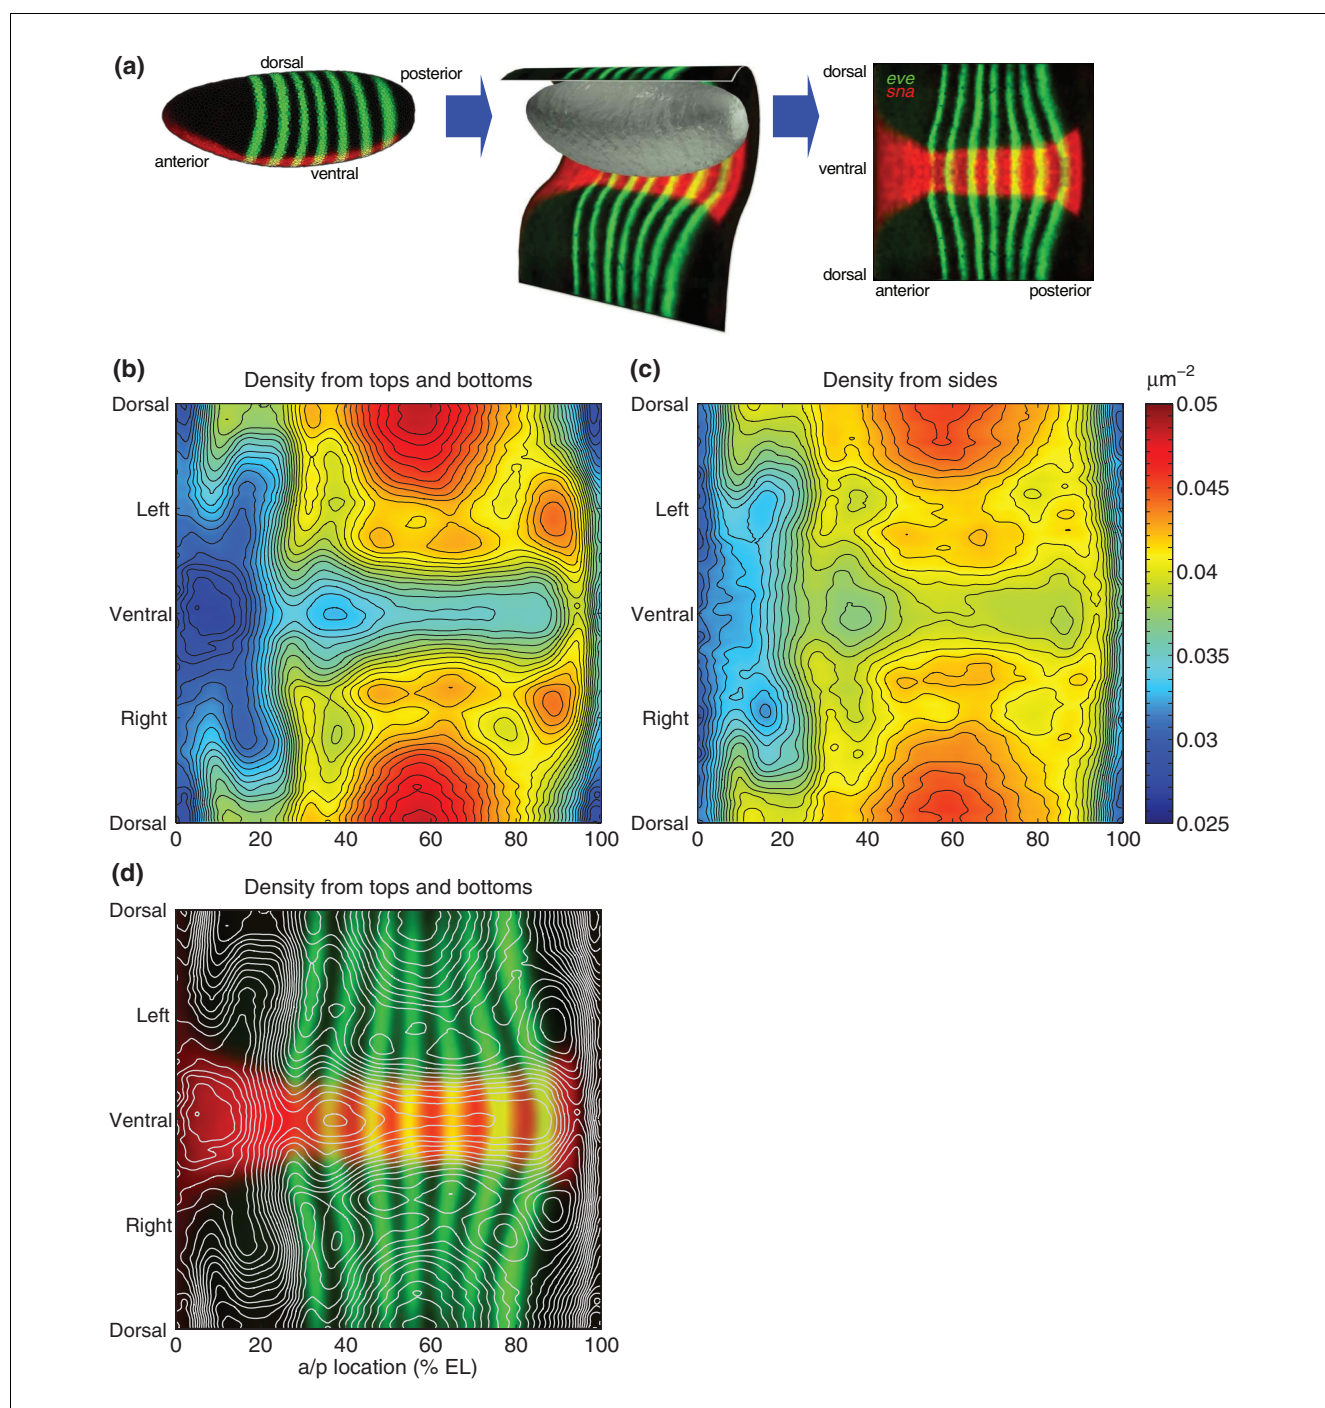 (a)
dorsal
posterior
anterior
ventral
dorsal
eve
sna
ventral
dorsal
anterior
posterior
(b)
Density from tops and bottoms
Dorsal
Left
Ventral
Right
Dorsal
0 20 40 60 80 100
(c)
Density from sides
Dorsal
Left
Ventral
Right
Dorsal
0 20 40 60 80 100
μm⁻²
0.05
0.045
0.04
0.035
0.03
0.025
(d)
Density from tops and bottoms
Dorsal
Left
Ventral
Right
Dorsal
0 20 40 60 80 100
a/p location (% EL)